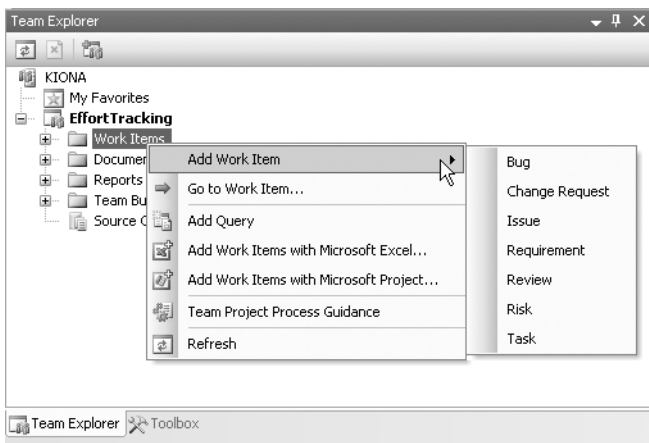 Team Explorer
KIONA
My Favorites
EffortTracking
Work Items
Documen
Reports
Team Bu
Source C
Add Work Item
Go to Work Item...
Add Query
Add Work Items with Microsoft Excel...
Add Work Items with Microsoft Project...
Team Project Process Guidance
Refresh
Bug
Change Request
Issue
Requirement
Review
Risk
Task
Team Explorer
Toolbox